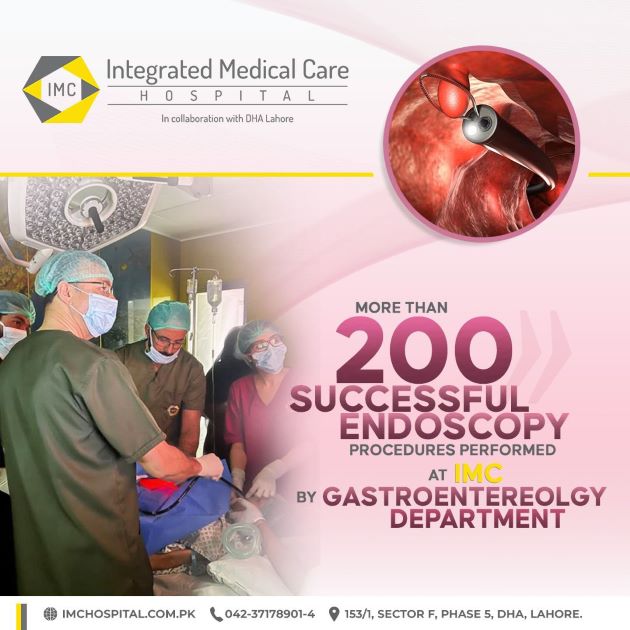 IMC
Integrated Medical Care
HOSPITAL
In collaboration with DHA Lahore
MORE THAN
200
SUCCESSFUL
ENDOSCOPY
PROCEDURES PERFORMED
AT IMC
BY GASTROENTEREOLGY
DEPARTMENT
IMCHOSPITAL.COM.PK 042-37178901-4 153/1, SECTOR F, PHASE 5, DHA, LAHORE.